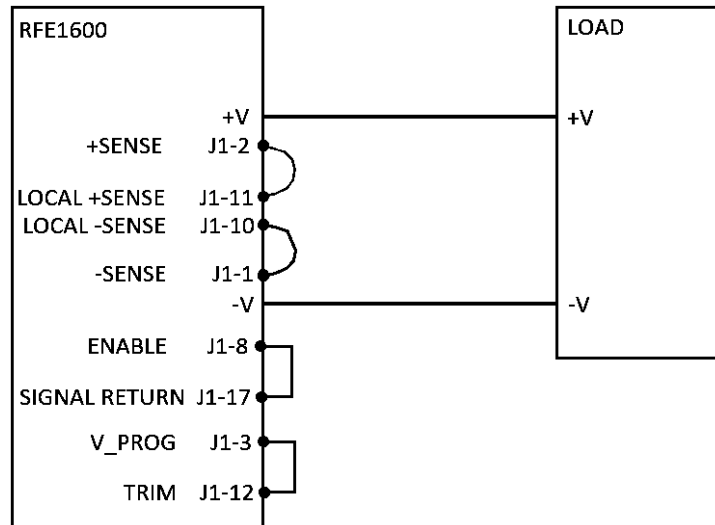 RFE1600
LOAD
+V
+V
+SENSE J1-2
LOCAL +SENSE J1-11
LOCAL -SENSE J1-10
-SENSE J1-1
-V
-V
ENABLE J1-8
SIGNAL RETURN J1-17
V_PROG J1-3
TRIM J1-12